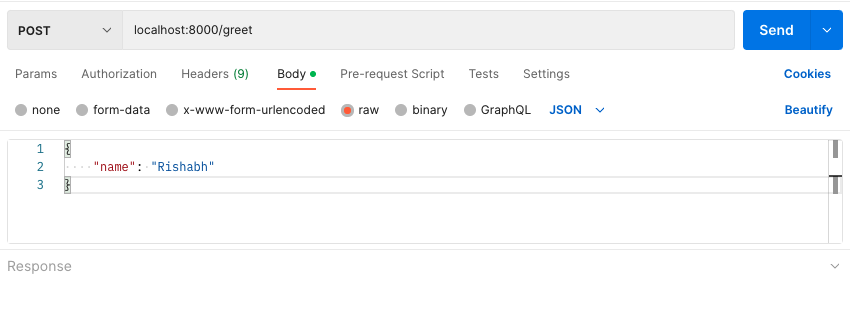 POST localhost:8000/greet Send
Params Authorization Headers (9) Body Pre-request Script Tests Settings Cookies
none form-data x-www-form-urlencoded raw binary GraphQL JSON Beautify
1 {
2 "name": "Rishabh"
3 }
Response